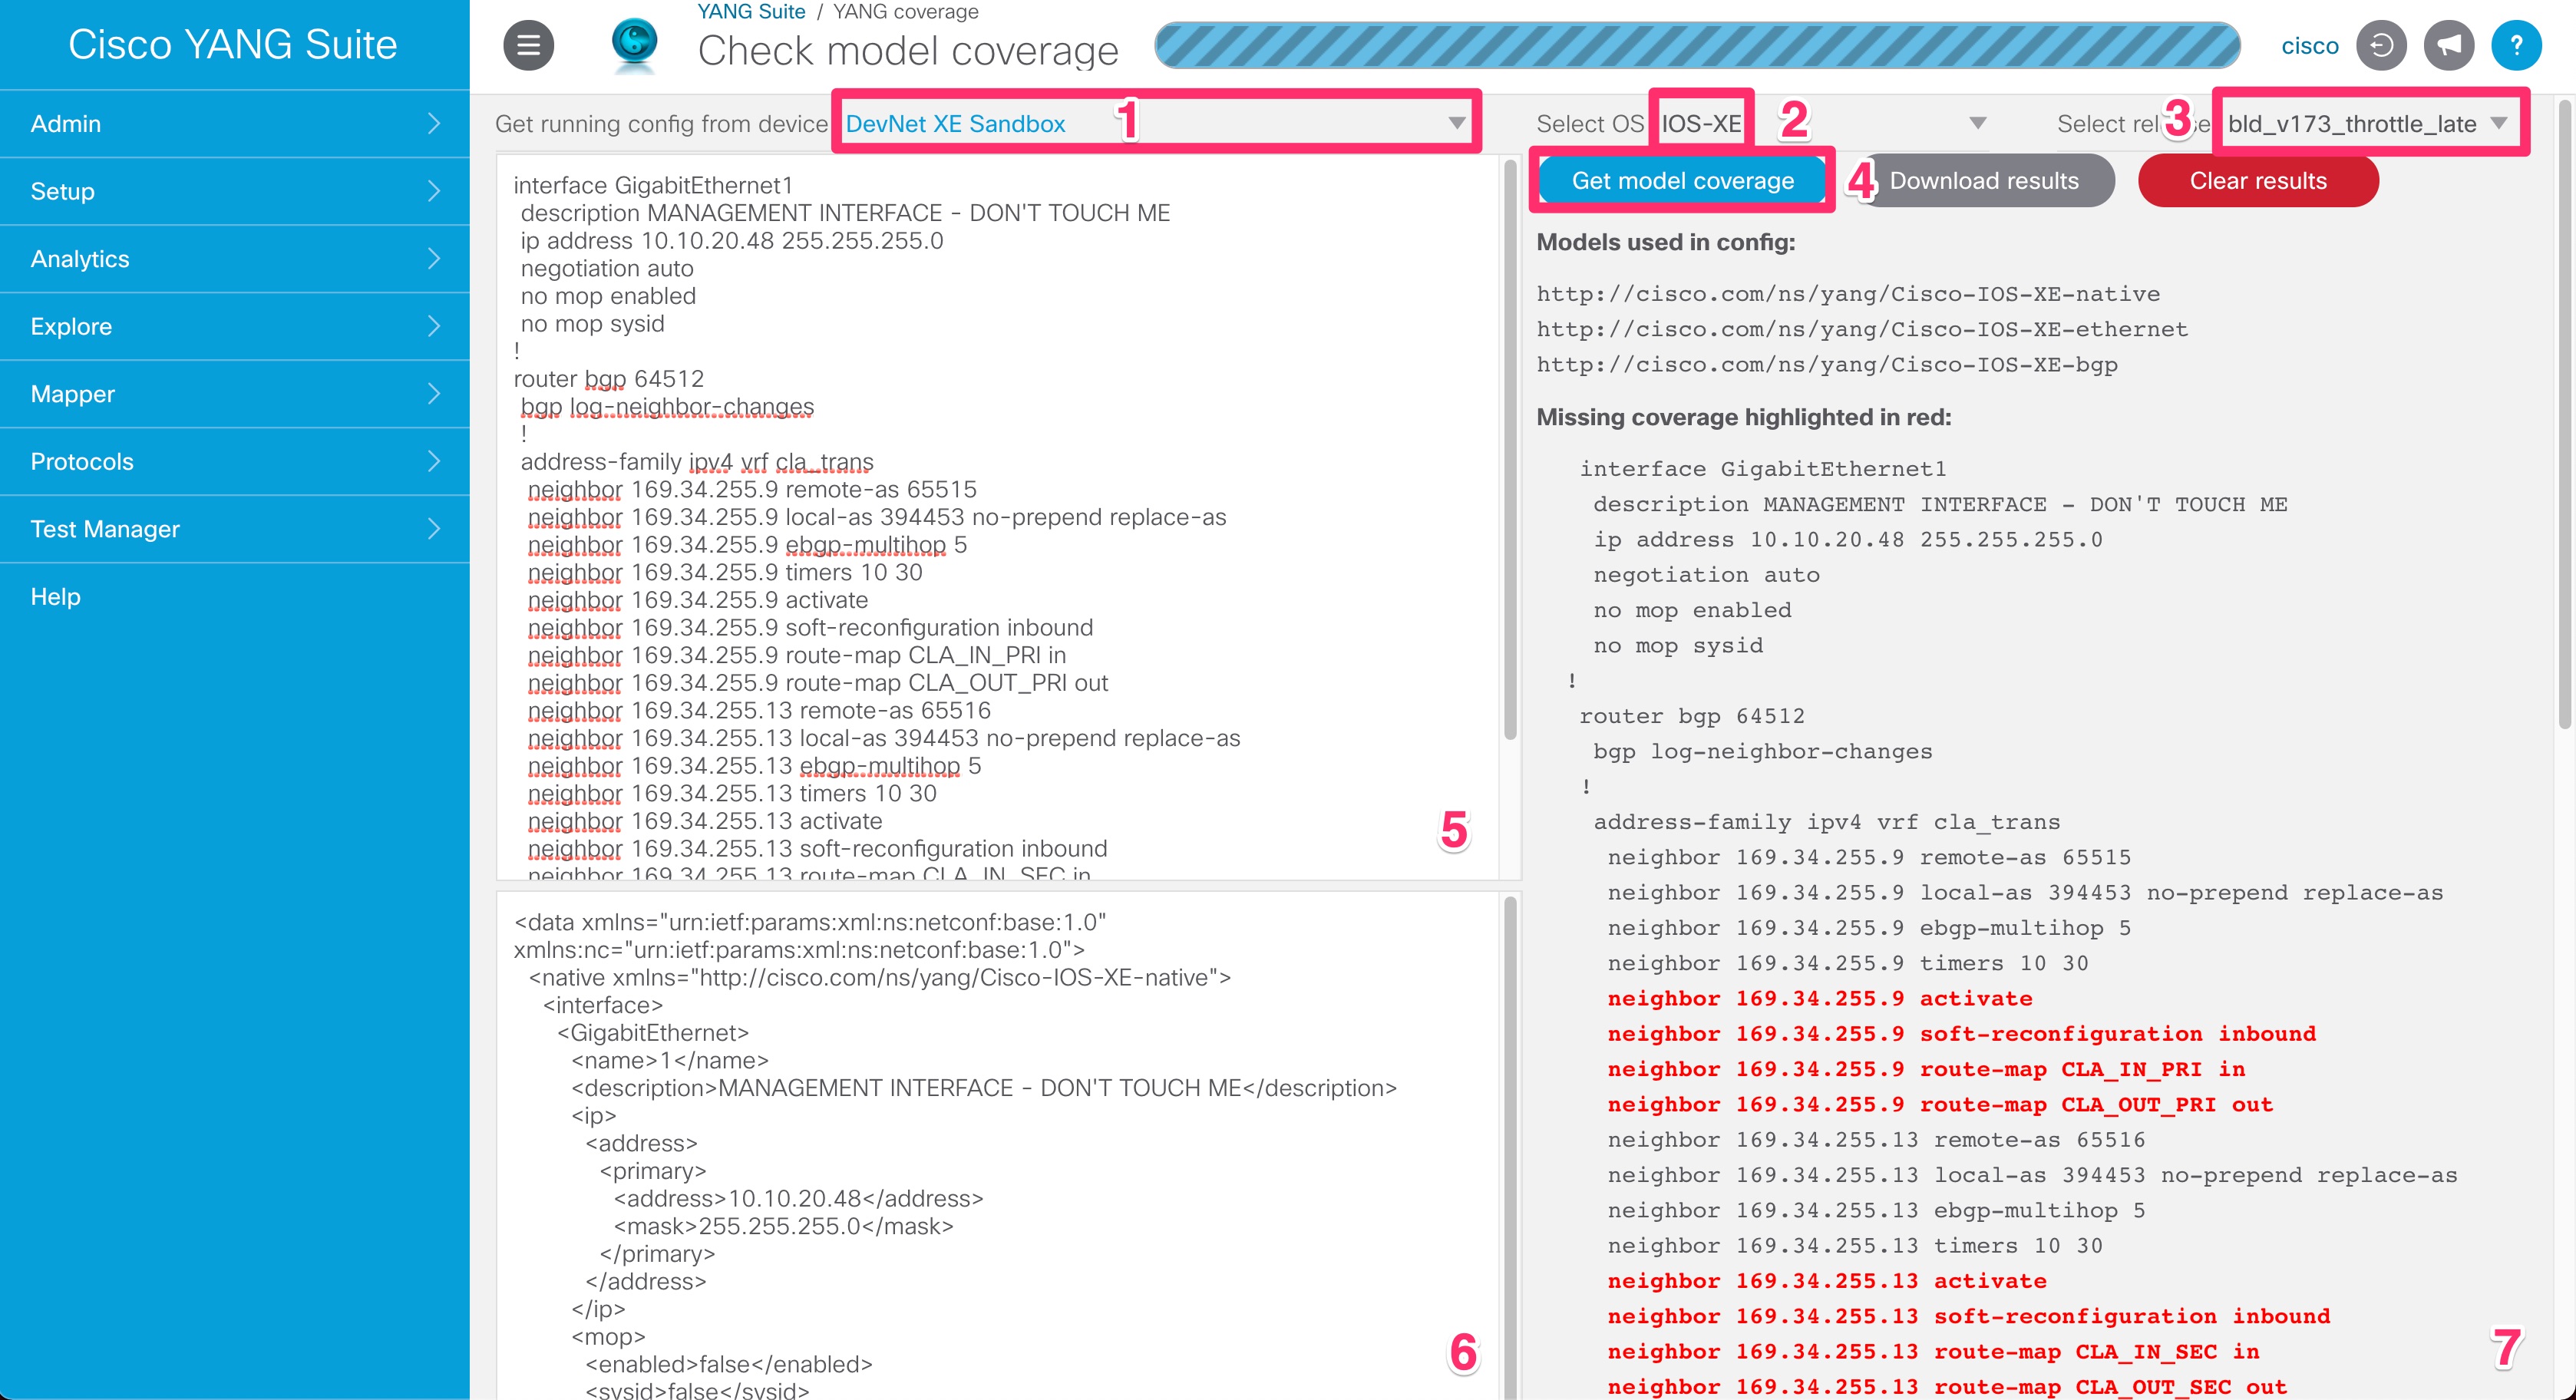 Cisco YANG Suite
YANG Suite / YANG coverage
Check model coverage
cisco
?
Admin
Setup
Analytics
Explore
Mapper
Protocols
Test Manager
Help
Get running config from device DevNet XE Sandbox 1
Select OS IOS-XE 2
Select rel 3 se bld_v173_throttle_late
Get model coverage 4 Download results Clear results
interface GigabitEthernet1
description MANAGEMENT INTERFACE - DON'T TOUCH ME
ip address 10.10.20.48 255.255.255.0
negotiation auto
no mop enabled
no mop sysid
!
router bgp 64512
bgp log-neighbor-changes
!
address-family ipv4 vrf cla_trans
neighbor 169.34.255.9 remote-as 65515
neighbor 169.34.255.9 local-as 394453 no-prepend replace-as
neighbor 169.34.255.9 ebgp-multihop 5
neighbor 169.34.255.9 timers 10 30
neighbor 169.34.255.9 activate
neighbor 169.34.255.9 soft-reconfiguration inbound
neighbor 169.34.255.9 route-map CLA_IN_PRI in
neighbor 169.34.255.9 route-map CLA_OUT_PRI out
neighbor 169.34.255.13 remote-as 65516
neighbor 169.34.255.13 local-as 394453 no-prepend replace-as
neighbor 169.34.255.13 ebgp-multihop 5
neighbor 169.34.255.13 timers 10 30
neighbor 169.34.255.13 activate
neighbor 169.34.255.13 soft-reconfiguration inbound
neighbor 169.34.255.13 route-map CLA_IN_SEC in
5
<data xmlns="urn:ietf:params:xml:ns:netconf:base:1.0"
xmlns:nc="urn:ietf:params:xml:ns:netconf:base:1.0">
<native xmlns="http://cisco.com/ns/yang/Cisco-IOS-XE-native">
<interface>
<GigabitEthernet>
<name>1</name>
<description>MANAGEMENT INTERFACE - DON'T TOUCH ME</description>
<ip>
<address>
<primary>
<address>10.10.20.48</address>
<mask>255.255.255.0</mask>
</primary>
</address>
</ip>
<mop>
<enabled>false</enabled>
<sysid>false</sysid>
6
Models used in config:
http://cisco.com/ns/yang/Cisco-IOS-XE-native
http://cisco.com/ns/yang/Cisco-IOS-XE-ethernet
http://cisco.com/ns/yang/Cisco-IOS-XE-bgp
Missing coverage highlighted in red:
interface GigabitEthernet1
description MANAGEMENT INTERFACE - DON'T TOUCH ME
ip address 10.10.20.48 255.255.255.0
negotiation auto
no mop enabled
no mop sysid
!
router bgp 64512
bgp log-neighbor-changes
!
address-family ipv4 vrf cla_trans
neighbor 169.34.255.9 remote-as 65515
neighbor 169.34.255.9 local-as 394453 no-prepend replace-as
neighbor 169.34.255.9 ebgp-multihop 5
neighbor 169.34.255.9 timers 10 30
neighbor 169.34.255.9 activate
neighbor 169.34.255.9 soft-reconfiguration inbound
neighbor 169.34.255.9 route-map CLA_IN_PRI in
neighbor 169.34.255.9 route-map CLA_OUT_PRI out
neighbor 169.34.255.13 remote-as 65516
neighbor 169.34.255.13 local-as 394453 no-prepend replace-as
neighbor 169.34.255.13 ebgp-multihop 5
neighbor 169.34.255.13 timers 10 30
neighbor 169.34.255.13 activate
neighbor 169.34.255.13 soft-reconfiguration inbound
neighbor 169.34.255.13 route-map CLA_IN_SEC in
neighbor 169.34.255.13 route-map CLA_OUT_SEC out
7